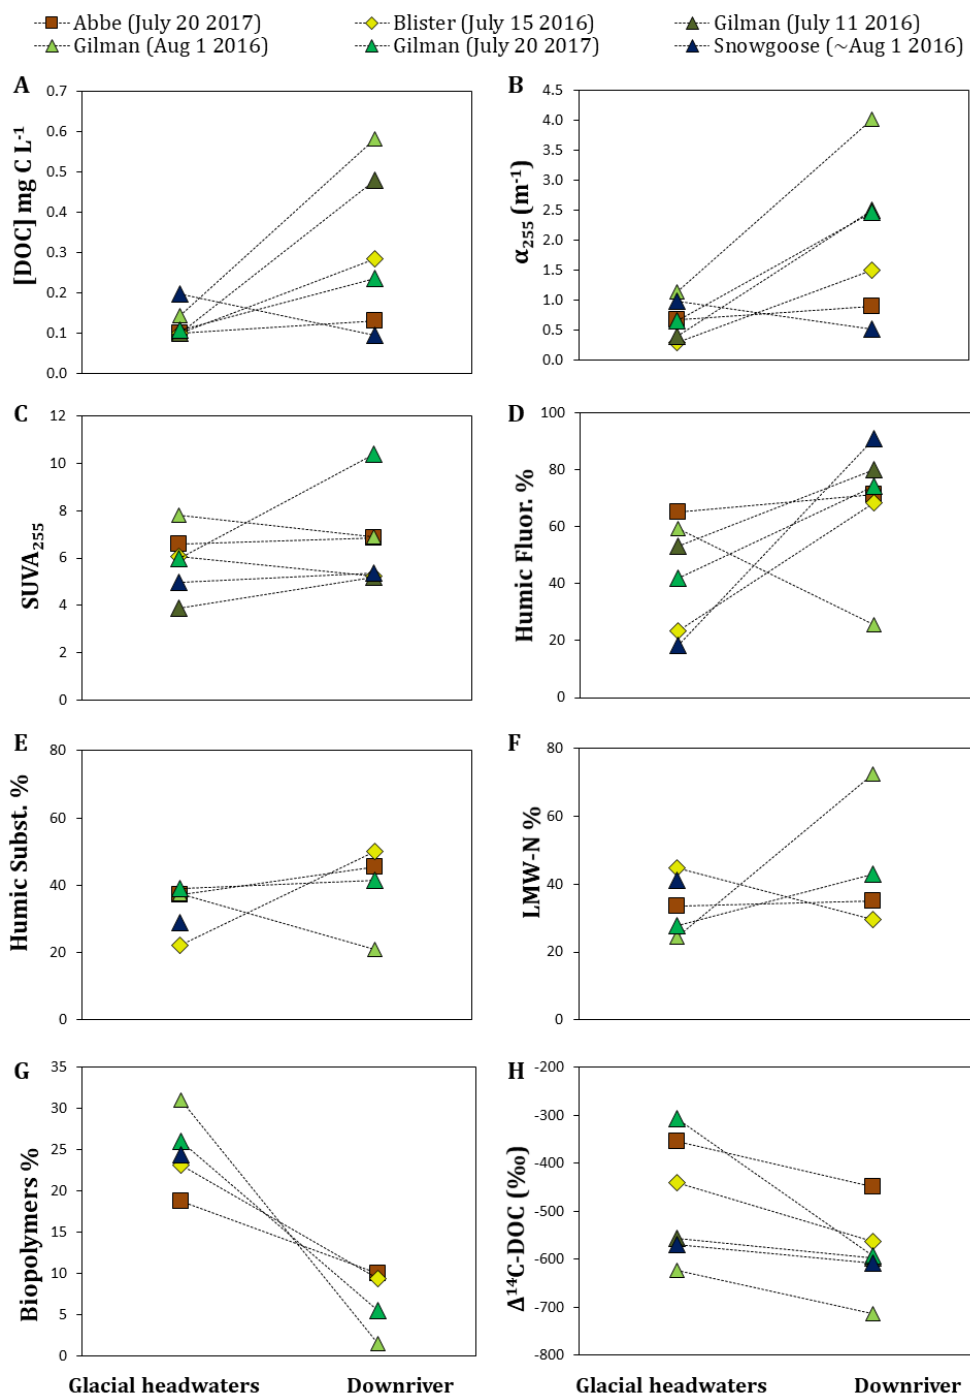 Abbe (July 20 2017) Blister (July 15 2016) Gilman (July 11 2016)
Gilman (Aug 1 2016) Gilman (July 20 2017) Snowgoose (~Aug 1 2016)
A
0.7
0.6
0.5
0.4
0.3
0.2
0.1
0.0
[DOC] mg C L⁻¹
B
4.5
4.0
3.5
3.0
2.5
2.0
1.5
1.0
0.5
0.0
α₂₅₅ (m⁻¹)
C
12
10
8
6
4
2
0
SUVA₂₅₅
D
100
80
60
40
20
0
Humic Fluor. %
E
80
60
40
20
0
Humic Subst. %
F
80
60
40
20
0
LMW-N %
G
35
30
25
20
15
10
5
0
Biopolymers %
H
-200
-300
-400
-500
-600
-700
-800
Δ¹⁴C-DOC (‰)
Glacial headwaters Downriver Glacial headwaters Downriver